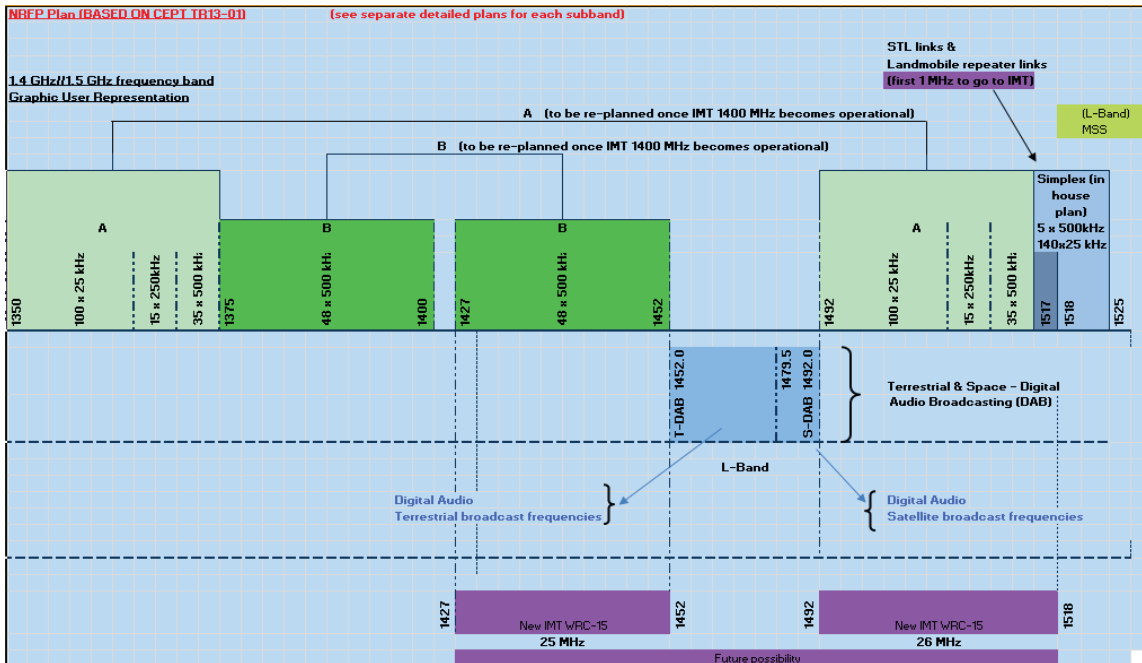 NRFP Plan (BASED ON CEPT TR13-01) (see separate detailed plans for each subband)
STL links &
Landmobile repeater links
(first 1 MHz to go to IMT)
1.4 GHz//1.5 GHz frequency band
Graphic User Representation
(L-Band)
MSS
A (to be re-planned once IMT 1400 MHz becomes operational)
B (to be re-planned once IMT 1400 MHz becomes operational)
Simplex (in
house
plan)
5 x 500kHz
140x25 kHz
A
B
B
A
1350
100 x 25 kHz
15 x 250kHz
35 x 500 kHz
1375
48 x 500 kHz
1400
1427
48 x 500 kHz
1452
1492
100 x 25 kHz
15 x 250kHz
35 x 500 kHz
1517
1518
1525
T-DAB 1452.0
1479.5
S-DAB 1492.0
Terrestrial & Space - Digital
Audio Broadcasting (DAB)
L-Band
Digital Audio
Terrestrial broadcast frequencies
Digital Audio
Satellite broadcast frequencies
1427
New IMT WRC-15
1452
1492
New IMT WRC-15
1518
25 MHz
26 MHz
Future possibility